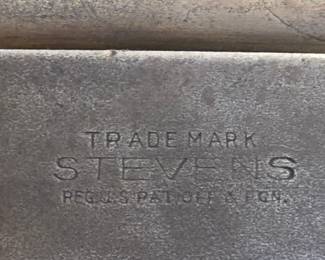 TRADE MARK
STEVENS
REG. U.S. PAT. OFF. & FGN.